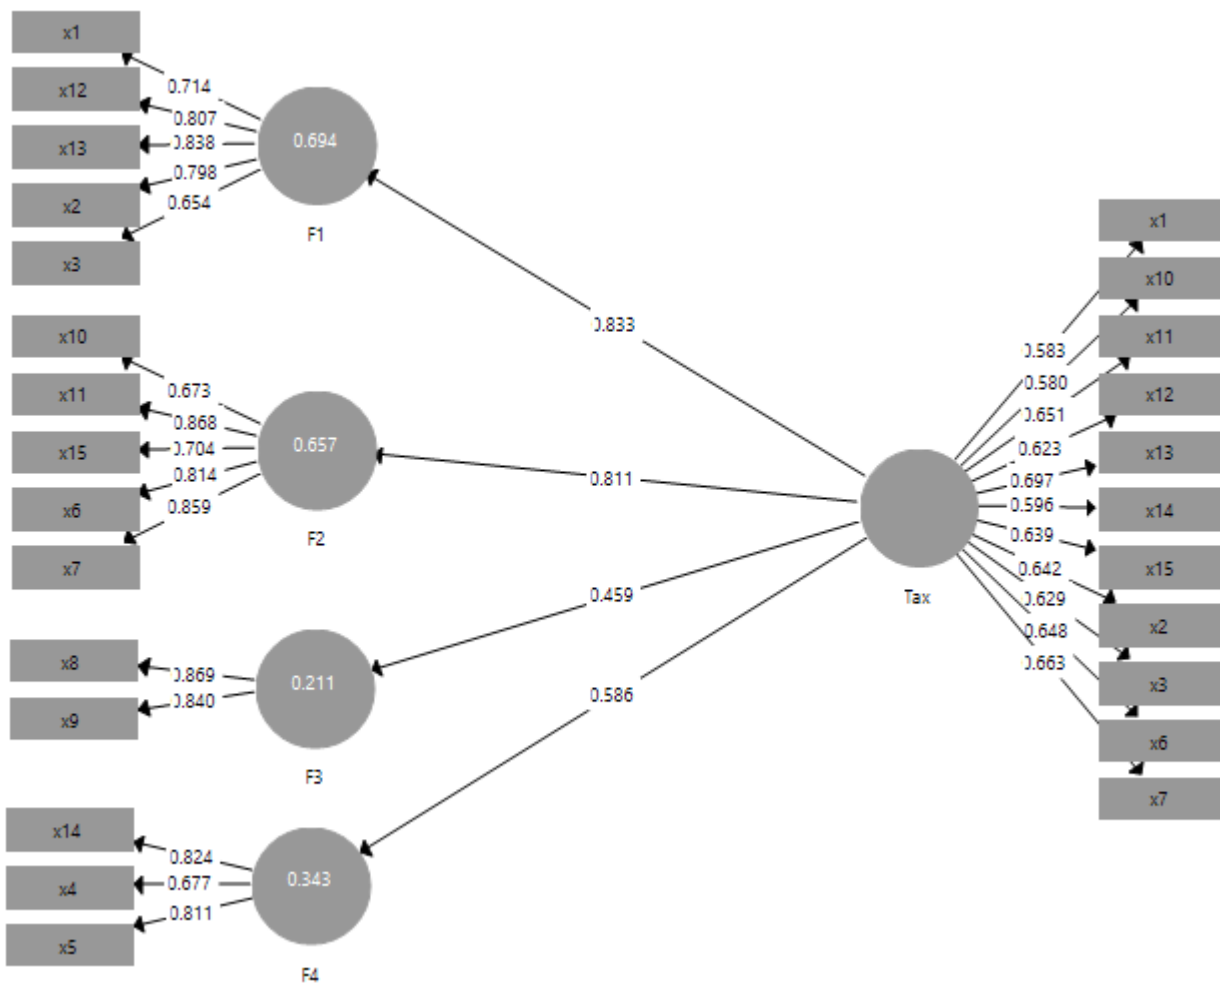 x1
x12
x13
x2
x3
0.714
0.807
0.838
0.798
0.654
0.694
F1
x10
x11
x15
x6
x7
0.673
0.868
0.704
0.814
0.859
0.657
F2
x8
x9
0.869
0.840
0.211
F3
x14
x4
x5
0.824
0.677
0.811
0.343
F4
0.833
0.811
0.459
0.586
Tax
0.583
0.580
0.651
0.623
0.697
0.596
0.639
0.642
0.629
0.648
0.663
x1
x10
x11
x12
x13
x14
x15
x2
x3
x6
x7